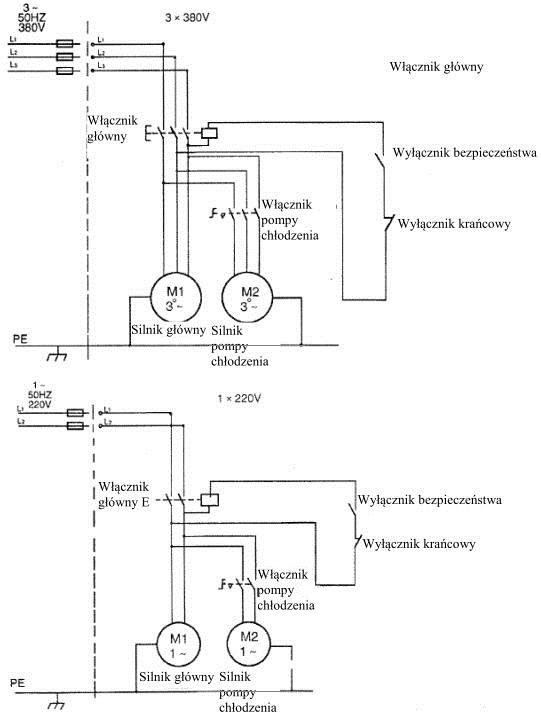 3 ~
50HZ
380V
3 × 380V
L₁
L₁
L₂
L₂
L₃
L₃
Włącznik główny
Włącznik
główny
Wyłącznik bezpieczeństwa
Włącznik
pompy
chłodzenia
Wyłącznik krańcowy
M1
3 ~
M2
3 ~
Silnik główny
Silnik
pompy
chłodzenia
PE
1 ~
50HZ
220V
1 × 220V
L₁
L₁
L₂
L₂
Włącznik
główny E
Wyłącznik bezpieczeństwa
Wyłącznik krańcowy
Włącznik
pompy
chłodzenia
M1
1 ~
M2
1 ~
Silnik główny
Silnik
pompy
chłodzenia
PE